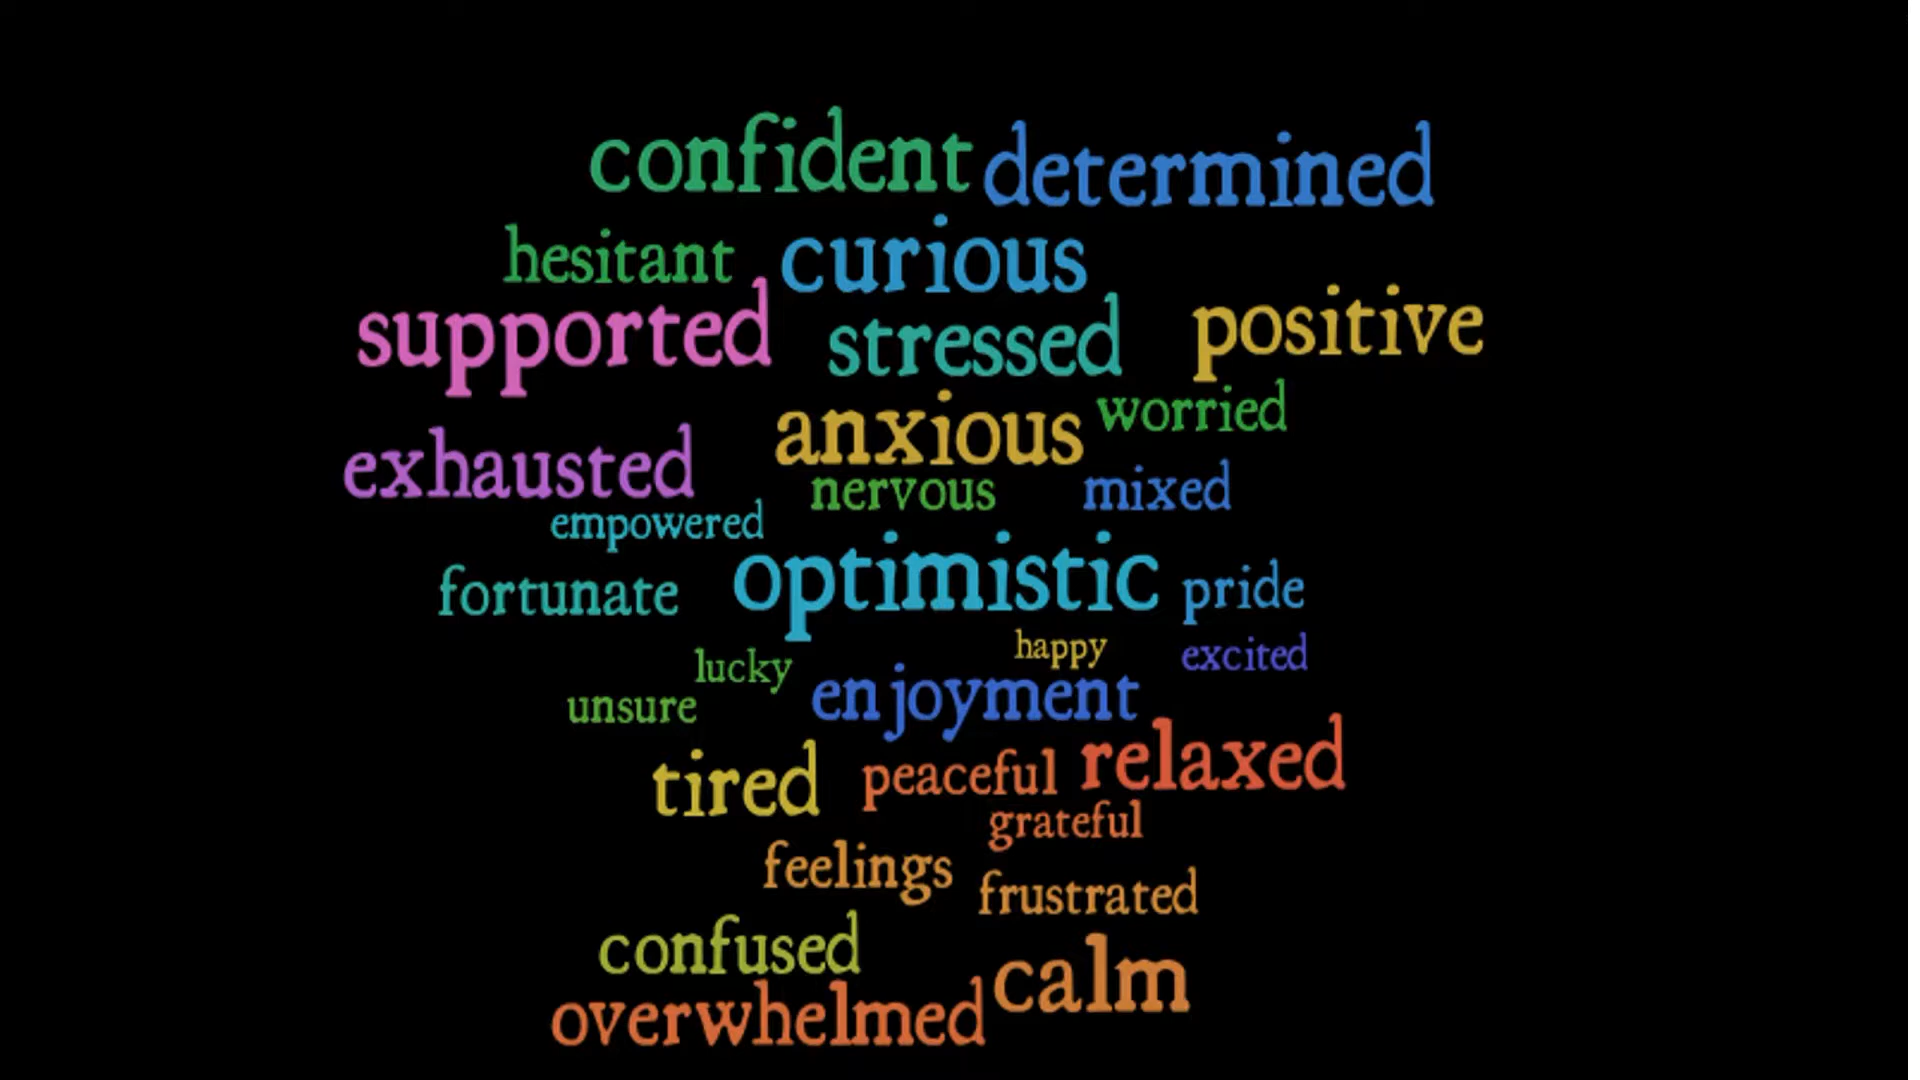 confident determined
hesitant curious
supported stressed positive
anxious worried
exhausted nervous mixed
empowered
fortunate optimistic pride
lucky happy excited
unsure enjoyment
tired peaceful relaxed
grateful
feelings frustrated
confused
overwhelmed calm